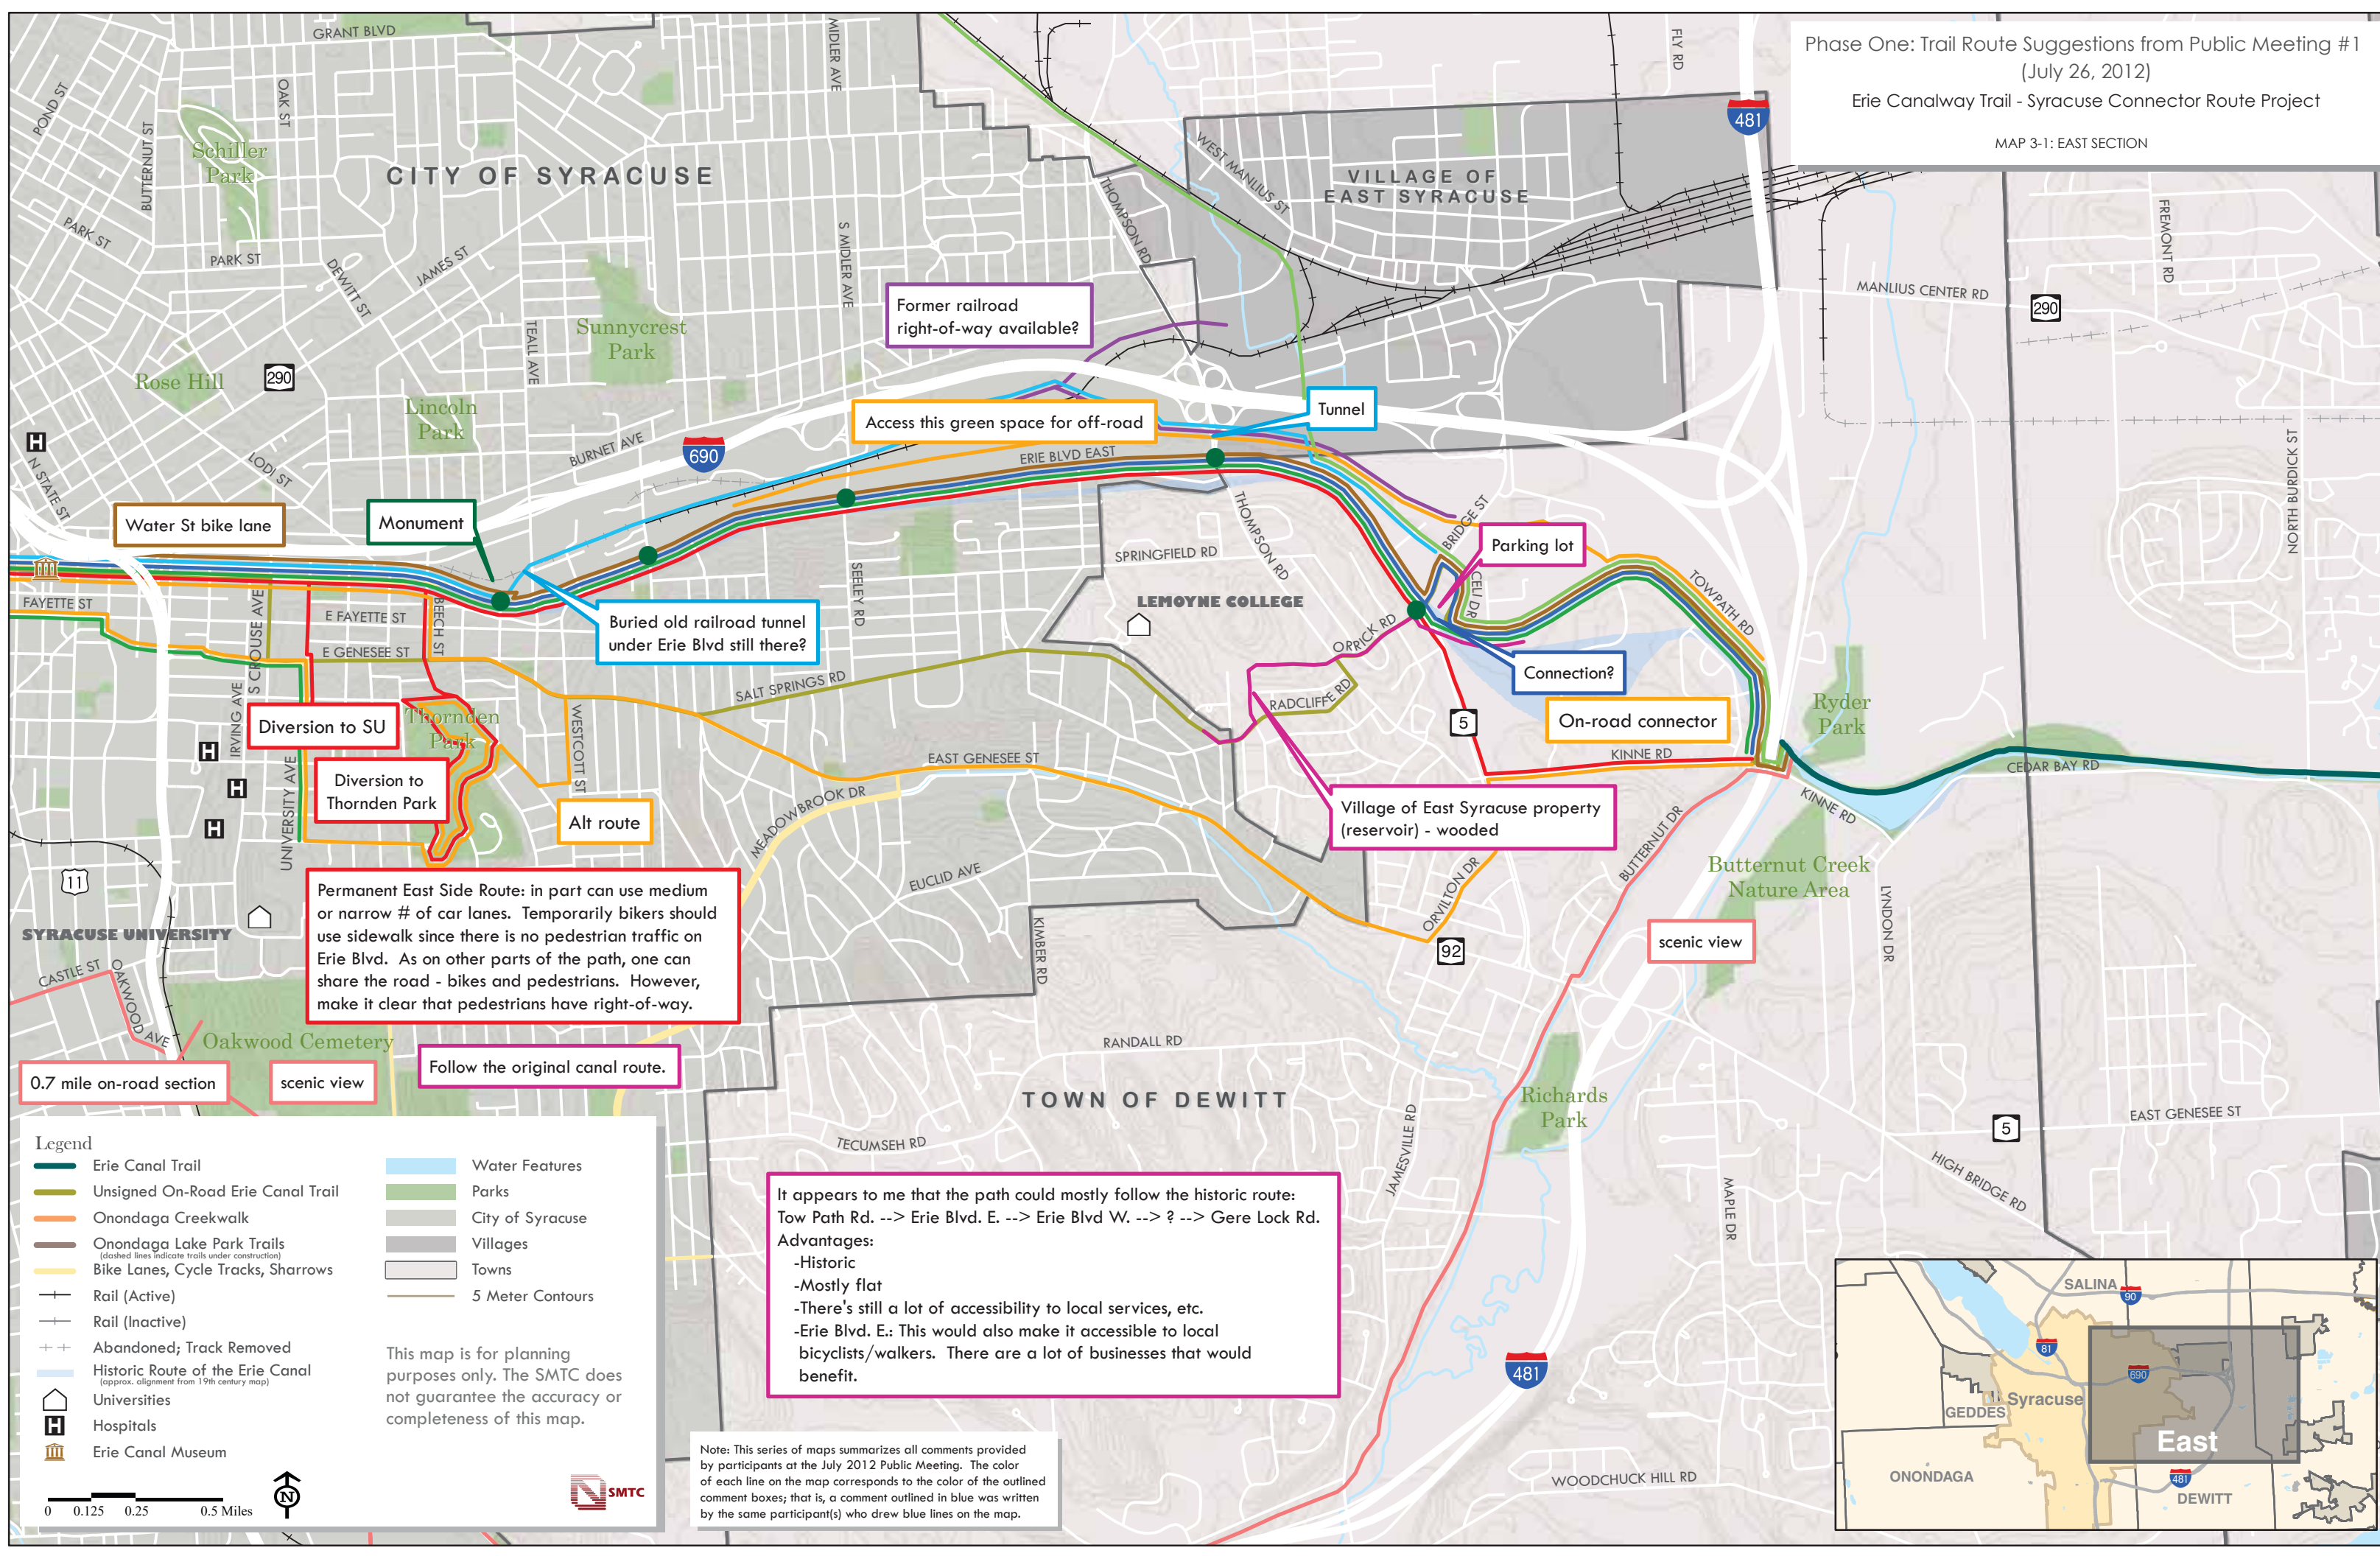 Phase One: Trail Route Suggestions from Public Meeting #1
(July 26, 2012)
Erie Canalway Trail - Syracuse Connector Route Project
MAP 3-1: EAST SECTION
GRANT BLVD
POND ST
OAK ST
BUTTERNUT ST
MIDLER AVE
FLY RD
481
Schiller
Park
CITY OF SYRACUSE
WEST MANLIUS ST
VILLAGE OF
EAST SYRACUSE
THOMPSON RD
FREMONT RD
PARK ST
PARK ST
DEWITT ST
JAMES ST
S MIDLER AVE
MANLIUS CENTER RD
290
Former railroad
right-of-way available?
Sunnycrest
Park
TEALL AVE
Rose Hill
290
Lincoln
Park
Tunnel
Access this green space for off-road
H
N STATE ST
LODI ST
BURNET AVE
690
ERIE BLVD EAST
NORTH BURDICK ST
Water St bike lane
Monument
THOMPSON RD
BRIDGE ST
Parking lot
SPRINGFIELD RD
CELI DR
TOWPATH RD
FAYETTE ST
S CROUSE AVE
E FAYETTE ST
BEECH ST
SEELEY RD
LEMOYNE COLLEGE
Buried old railroad tunnel
under Erie Blvd still there?
ORRICK RD
E GENESEE ST
Connection?
SALT SPRINGS RD
RADCLIFFE RD
IRVING AVE
Diversion to SU
Thornden
Park
WESTCOTT ST
5
On-road connector
Ryder
Park
H
KINNE RD
EAST GENESEE ST
CEDAR BAY RD
H
UNIVERSITY AVE
Diversion to
Thornden Park
MEADOWBROOK DR
KINNE RD
H
Alt route
Village of East Syracuse property
(reservoir) - wooded
BUTTERNUT DR
Butternut Creek
Nature Area
11
EUCLID AVE
ORVILTON DR
LYNDON DR
Permanent East Side Route: in part can use medium
or narrow # of car lanes. Temporarily bikers should
use sidewalk since there is no pedestrian traffic on
Erie Blvd. As on other parts of the path, one can
share the road - bikes and pedestrians. However,
make it clear that pedestrians have right-of-way.
SYRACUSE UNIVERSITY
KIMBER RD
92
scenic view
CASTLE ST
OAKWOOD AVE
Oakwood Cemetery
RANDALL RD
0.7 mile on-road section
scenic view
Follow the original canal route.
TOWN OF DEWITT
Richards
Park
TECUMSEH RD
JAMESVILLE RD
5
EAST GENESEE ST
HIGH BRIDGE RD
MAPLE DR
It appears to me that the path could mostly follow the historic route:
Tow Path Rd. --> Erie Blvd. E. --> Erie Blvd W. --> ? --> Gere Lock Rd.
Advantages:
-Historic
-Mostly flat
-There's still a lot of accessibility to local services, etc.
-Erie Blvd. E.: This would also make it accessible to local
bicyclists/walkers. There are a lot of businesses that would
benefit.
481
WOODCHUCK HILL RD
Legend
Erie Canal Trail
Unsigned On-Road Erie Canal Trail
Onondaga Creekwalk
Onondaga Lake Park Trails
(dashed lines indicate trails under construction)
Bike Lanes, Cycle Tracks, Sharrows
Rail (Active)
Rail (Inactive)
Abandoned; Track Removed
Historic Route of the Erie Canal
(approx. alignment from 19th century map)
Universities
H Hospitals
Erie Canal Museum
Water Features
Parks
City of Syracuse
Villages
Towns
5 Meter Contours
This map is for planning
purposes only. The SMTC does
not guarantee the accuracy or
completeness of this map.
0 0.125 0.25 0.5 Miles
N
SMTC
Note: This series of maps summarizes all comments provided
by participants at the July 2012 Public Meeting. The color
of each line on the map corresponds to the color of the outlined
comment boxes; that is, a comment outlined in blue was written
by the same participant(s) who drew blue lines on the map.
SALINA
90
81
690
Syracuse
GEDDES
East
ONONDAGA
481
DEWITT